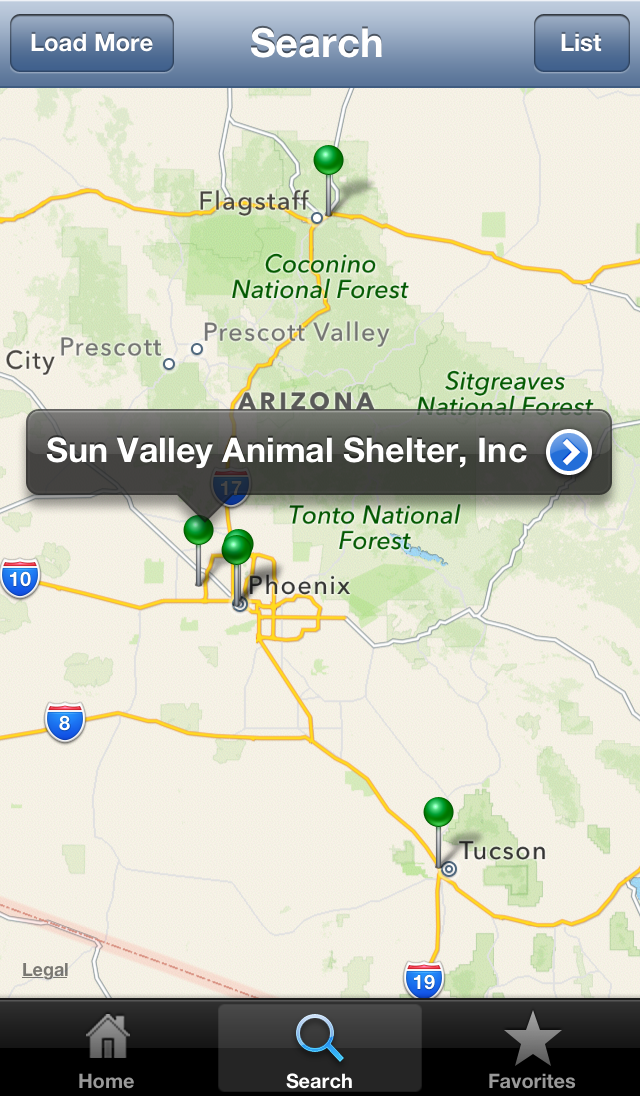 Load More
Search
List
Flagstaff
Coconino
National Forest
Prescott Valley
Prescott
City
ARIZONA
Sitgreaves
National Forest
Sun Valley Animal Shelter, Inc
17
Tonto National
Forest
10
Phoenix
8
Tucson
Legal
19
Home
Search
Favorites